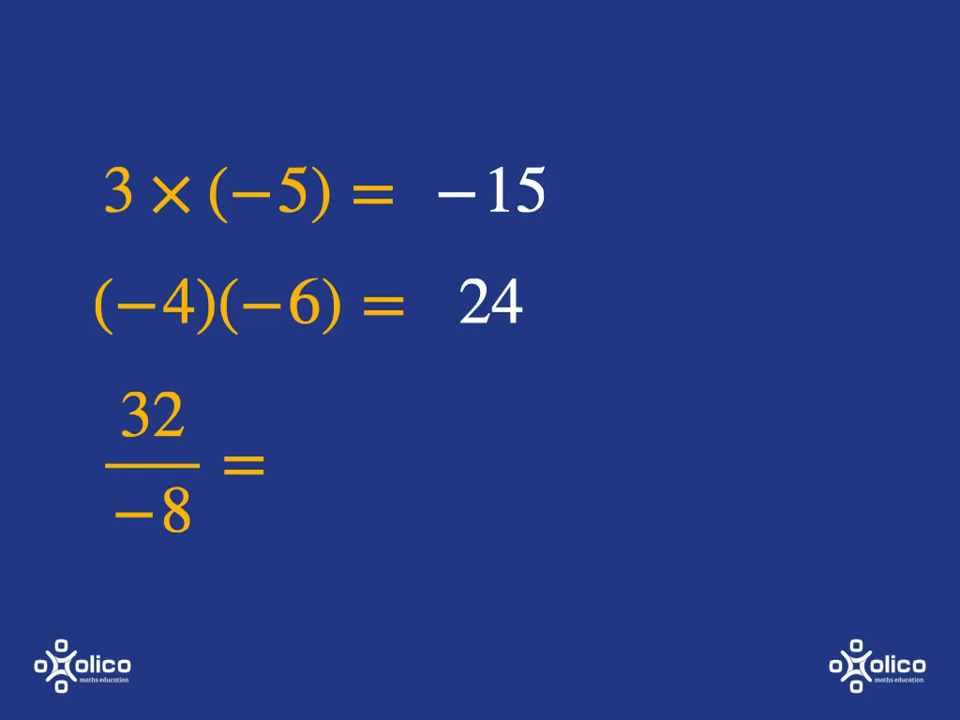 3 × (−5) = −15
(−4)(−6) = 24
32
−8
=
olico
maths education
olico
maths education